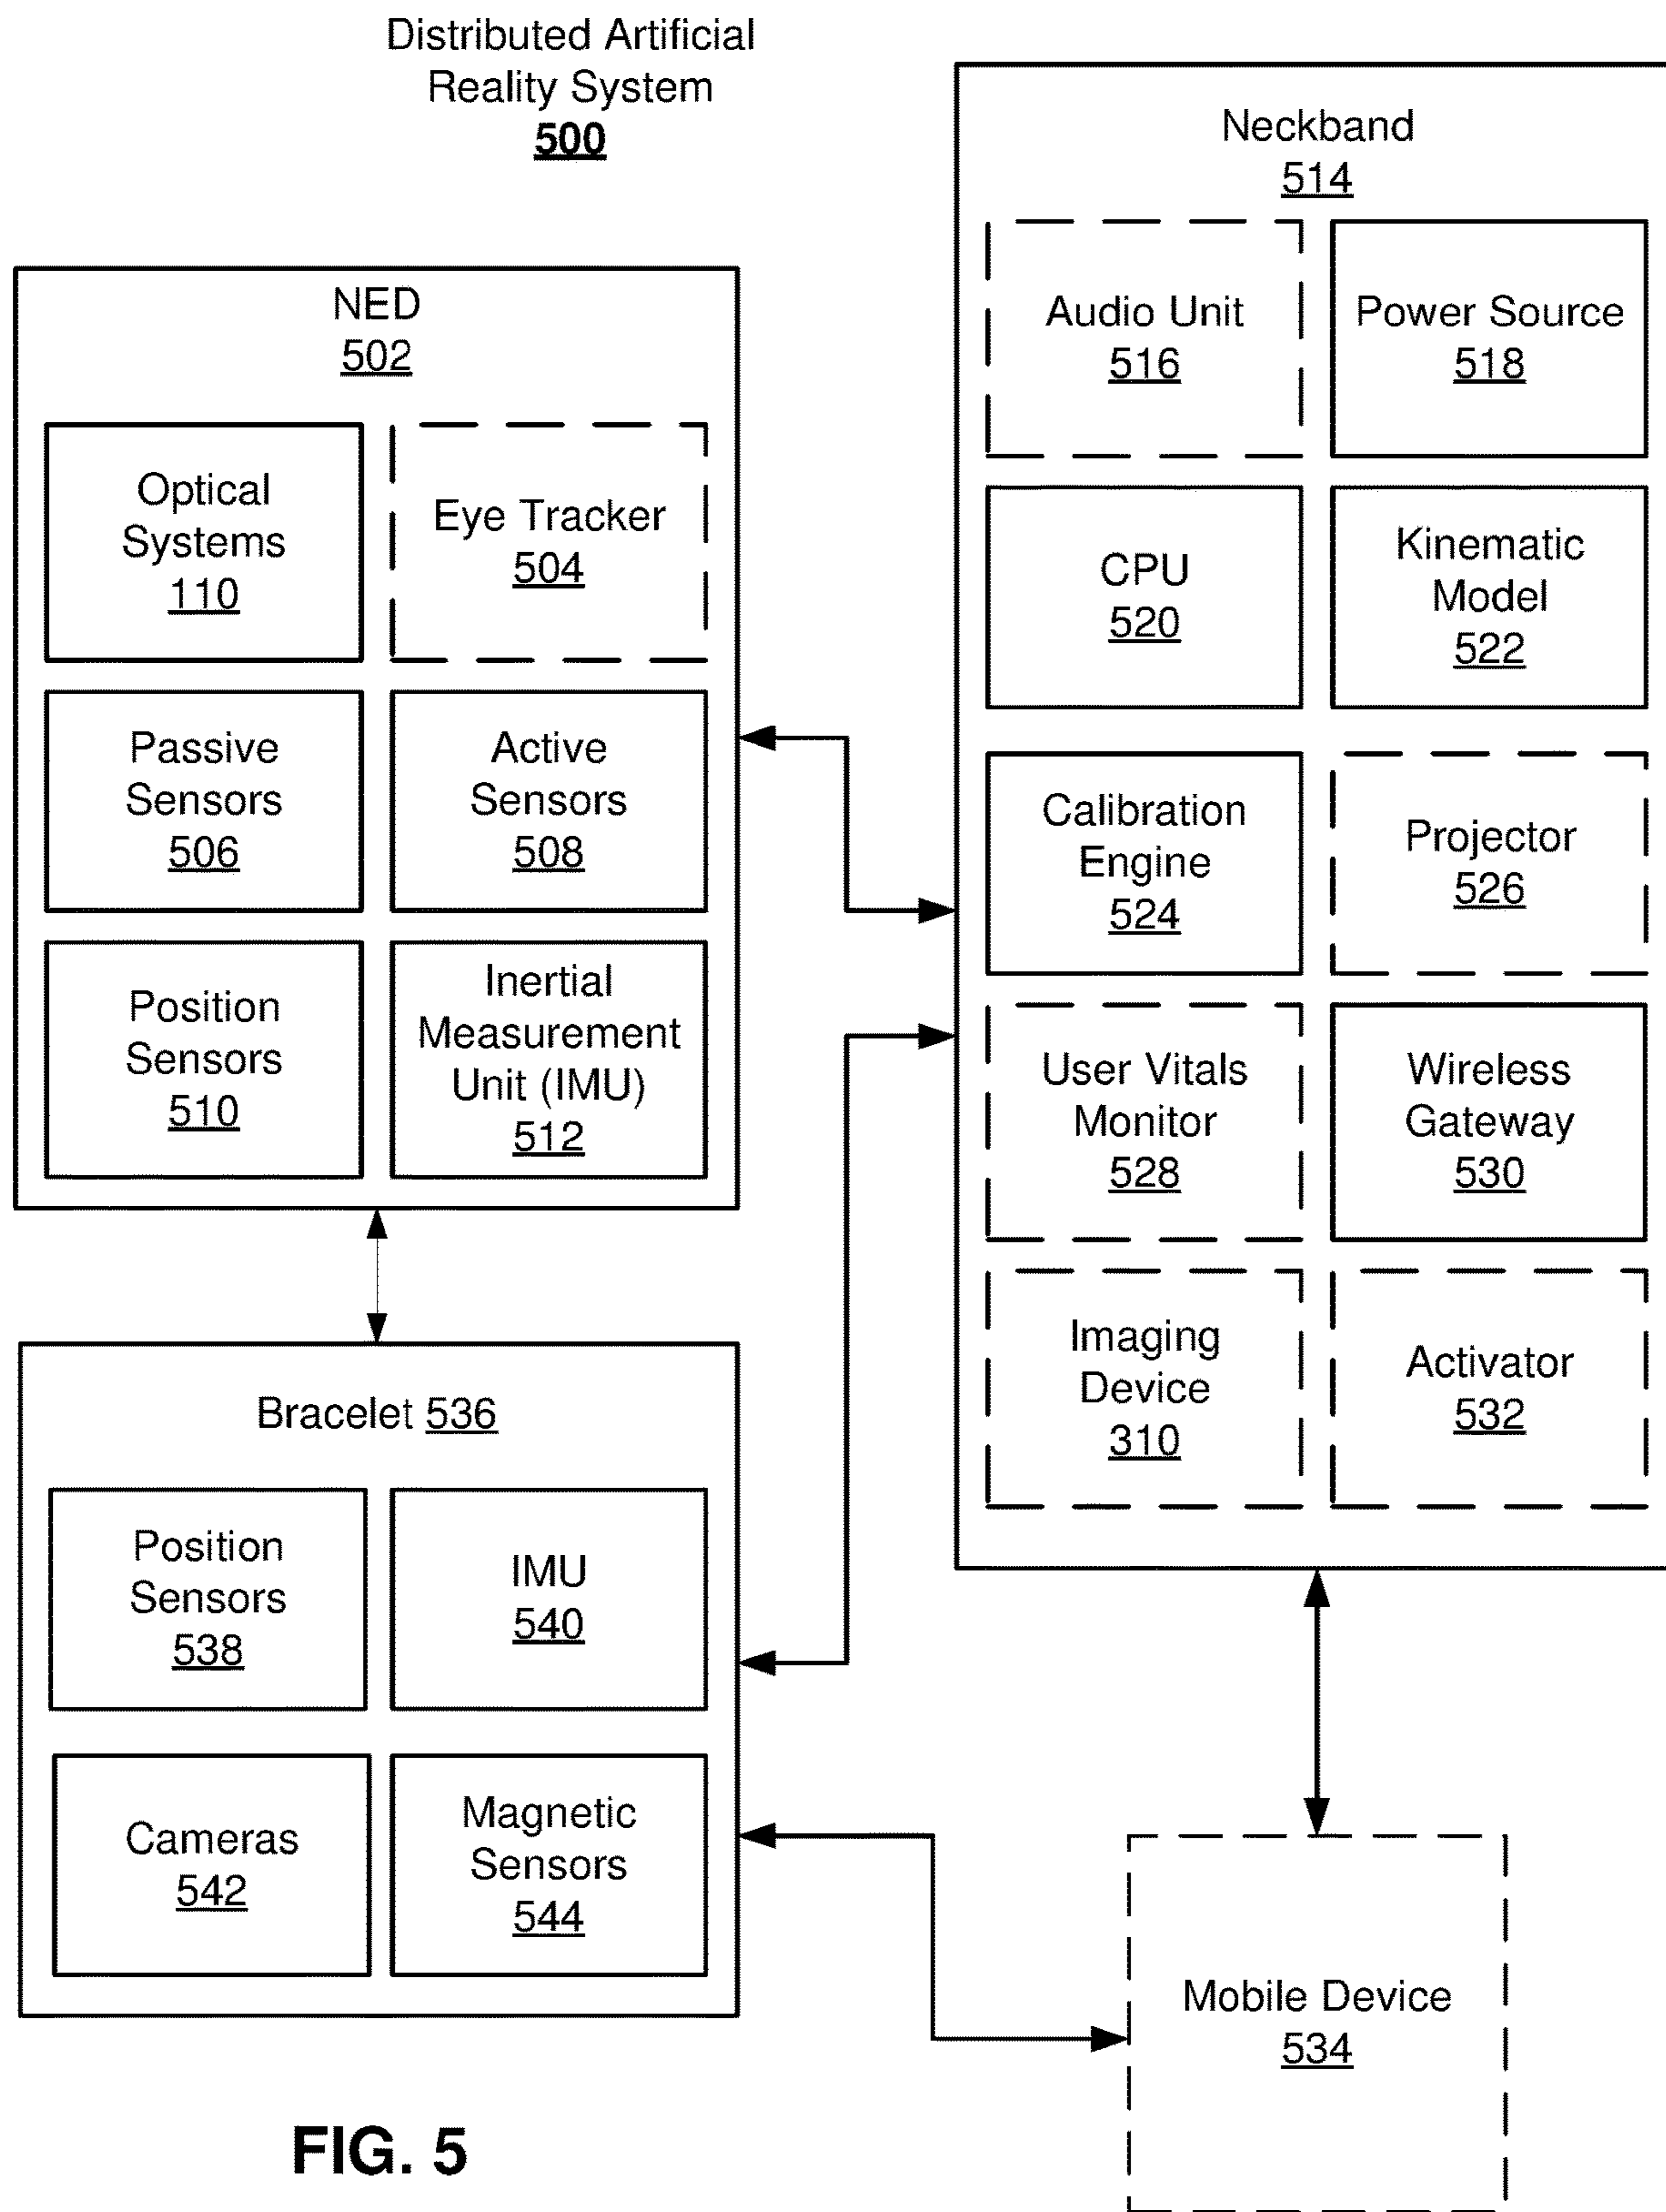 Distributed Artificial
Reality System
500
NED
502
Optical
Systems
110
Eye Tracker
504
Passive
Sensors
506
Active
Sensors
508
Position
Sensors
510
Inertial
Measurement
Unit (IMU)
512
Bracelet 536
Position
Sensors
538
IMU
540
Cameras
542
Magnetic
Sensors
544
Neckband
514
Audio Unit
516
Power Source
518
CPU
520
Kinematic
Model
522
Calibration
Engine
524
Projector
526
User Vitals
Monitor
528
Wireless
Gateway
530
Imaging
Device
310
Activator
532
Mobile Device
534
FIG. 5